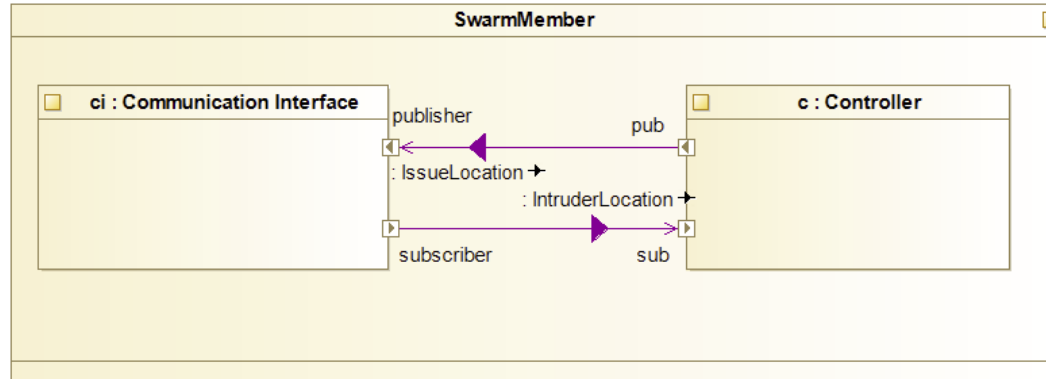 SwarmMember
ci : Communication Interface
c : Controller
publisher
pub
: IssueLocation
: IntruderLocation
subscriber
sub